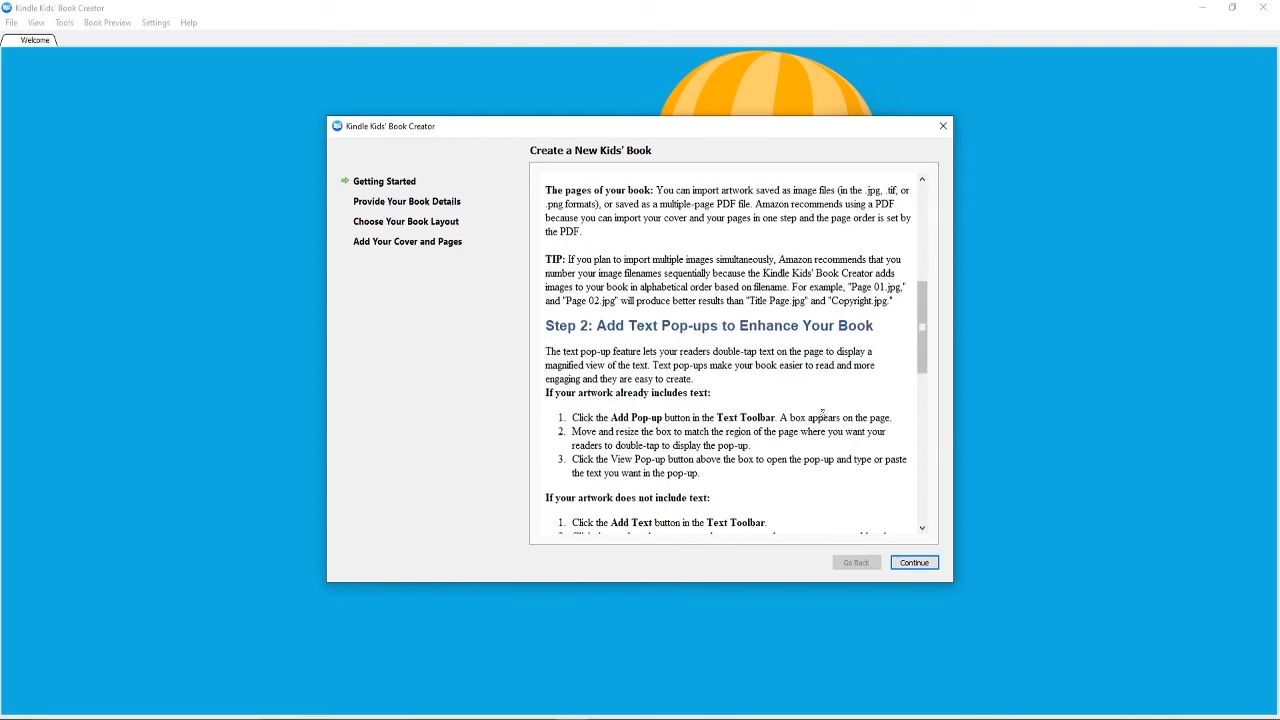 Kindle Kids' Book Creator
File View Tools Book Preview Settings Help
Welcome
Kindle Kids' Book Creator
Create a New Kids' Book
Getting Started
Provide Your Book Details
Choose Your Book Layout
Add Your Cover and Pages
The pages of your book: You can import artwork saved as image files (in the .jpg, .tif, or
.png formats), or saved as a multiple-page PDF file. Amazon recommends using a PDF
because you can import your cover and your pages in one step and the page order is set by
the PDF.
TIP: If you plan to import multiple images simultaneously, Amazon recommends that you
number your image filenames sequentially because the Kindle Kids' Book Creator adds
images to your book in alphabetical order based on filename. For example, "Page 01.jpg,"
and "Page 02.jpg" will produce better results than "Title Page.jpg" and "Copyright.jpg."
Step 2: Add Text Pop-ups to Enhance Your Book
The text pop-up feature lets your readers double-tap text on the page to display a
magnified view of the text. Text pop-ups make your book easier to read and more
engaging and they are easy to create.
If your artwork already includes text:
1. Click the Add Pop-up button in the Text Toolbar. A box appears on the page.
2. Move and resize the box to match the region of the page where you want your
readers to double-tap to display the pop-up.
3. Click the View Pop-up button above the box to open the pop-up and type or paste
the text you want in the pop-up.
If your artwork does not include text:
1. Click the Add Text button in the Text Toolbar.
Go Back Continue